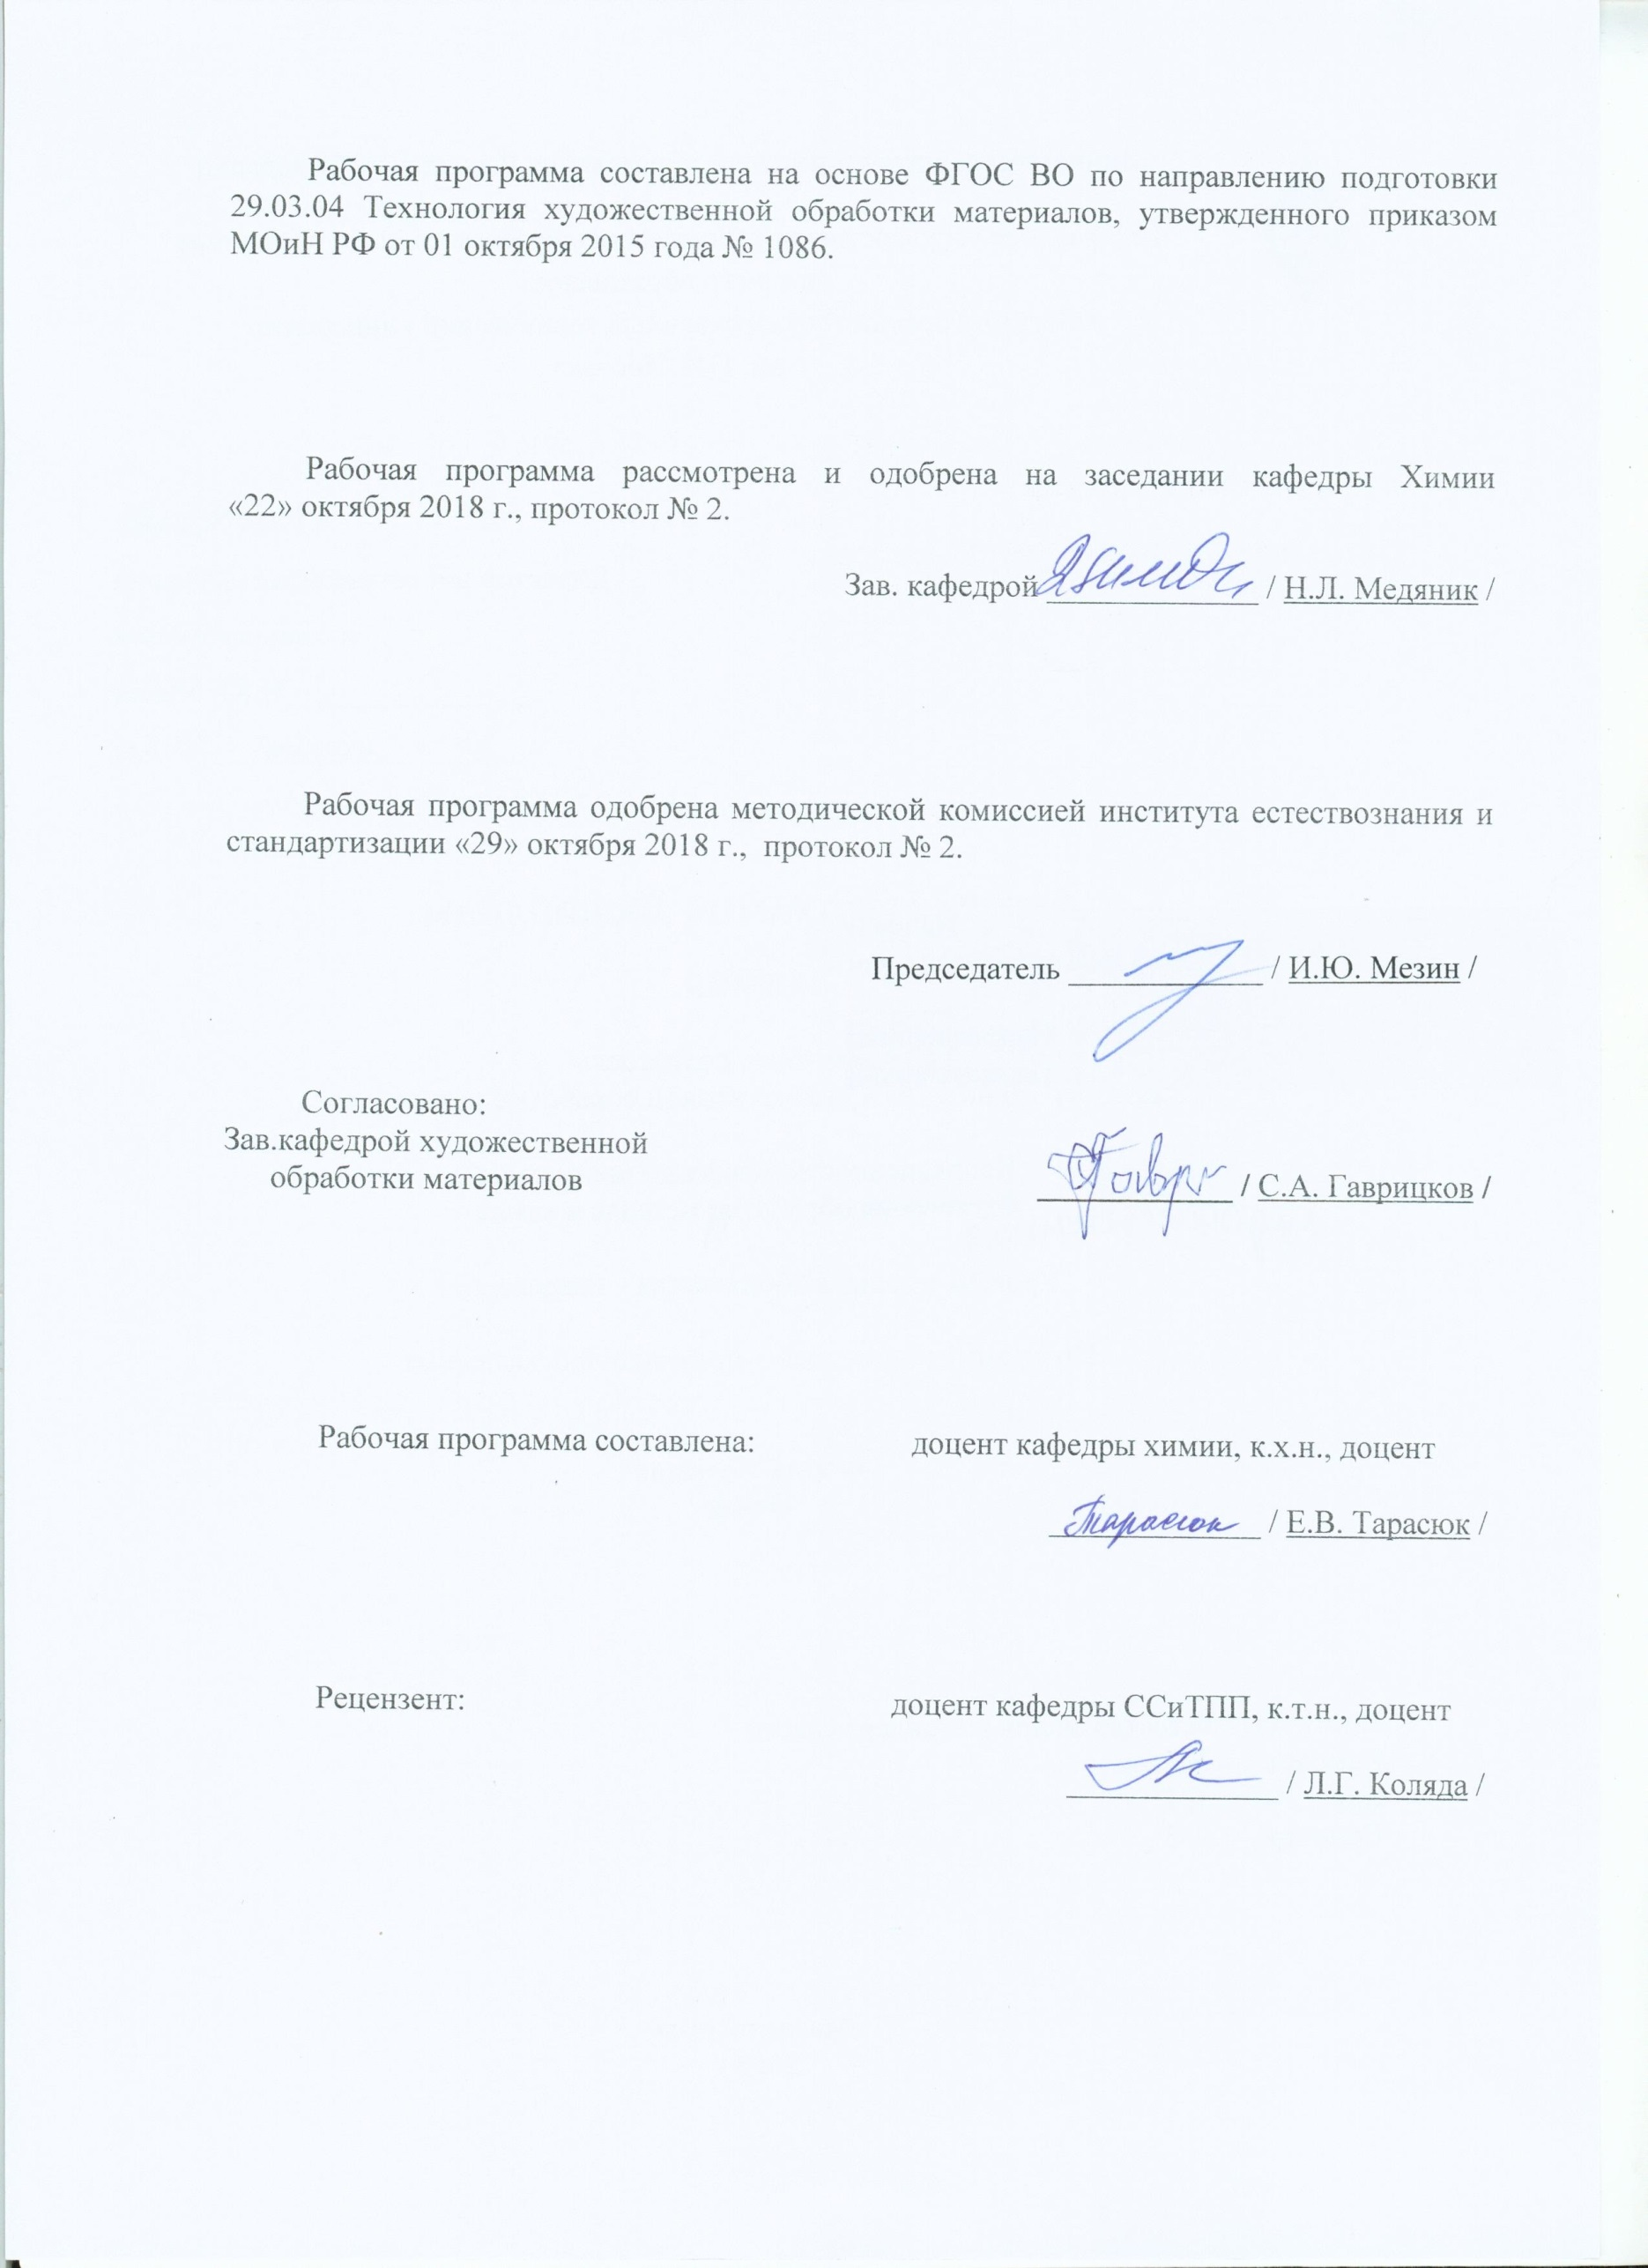 Рабочая программа составлена на основе ФГОС ВО по направлению подготовки
29.03.04 Технология художественной обработки материалов, утвержденного приказом
МОиН РФ от 01 октября 2015 года № 1086.
Рабочая программа рассмотрена и одобрена на заседании кафедры Химии
«22» октября 2018 г., протокол № 2.
Зав. кафедрой / Н.Л. Медяник /
Рабочая программа одобрена методической комиссией института естествознания и
стандартизации «29» октября 2018 г., протокол № 2.
Председатель / И.Ю. Мезин /
Согласовано:
Зав.кафедрой художественной
обработки материалов
/ С.А. Гаврицков /
Рабочая программа составлена: доцент кафедры химии, к.х.н., доцент
Тарасюк / Е.В. Тарасюк /
Рецензент: доцент кафедры ССиТПП, к.т.н., доцент
/ Л.Г. Коляда /